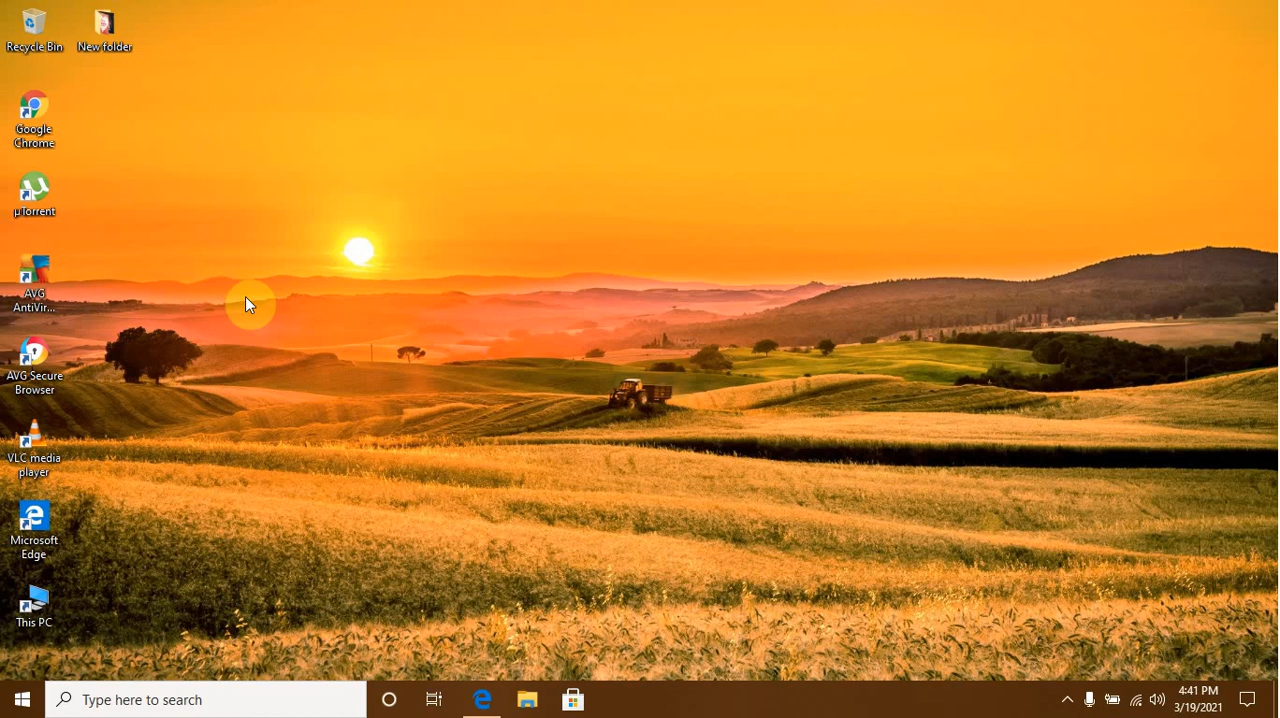 Recycle Bin
New folder
Google
Chrome
µTorrent
AVG
AntiVir...
AVG Secure
Browser
VLC media
player
Microsoft
Edge
This PC
Type here to search
4:41 PM
3/19/2021